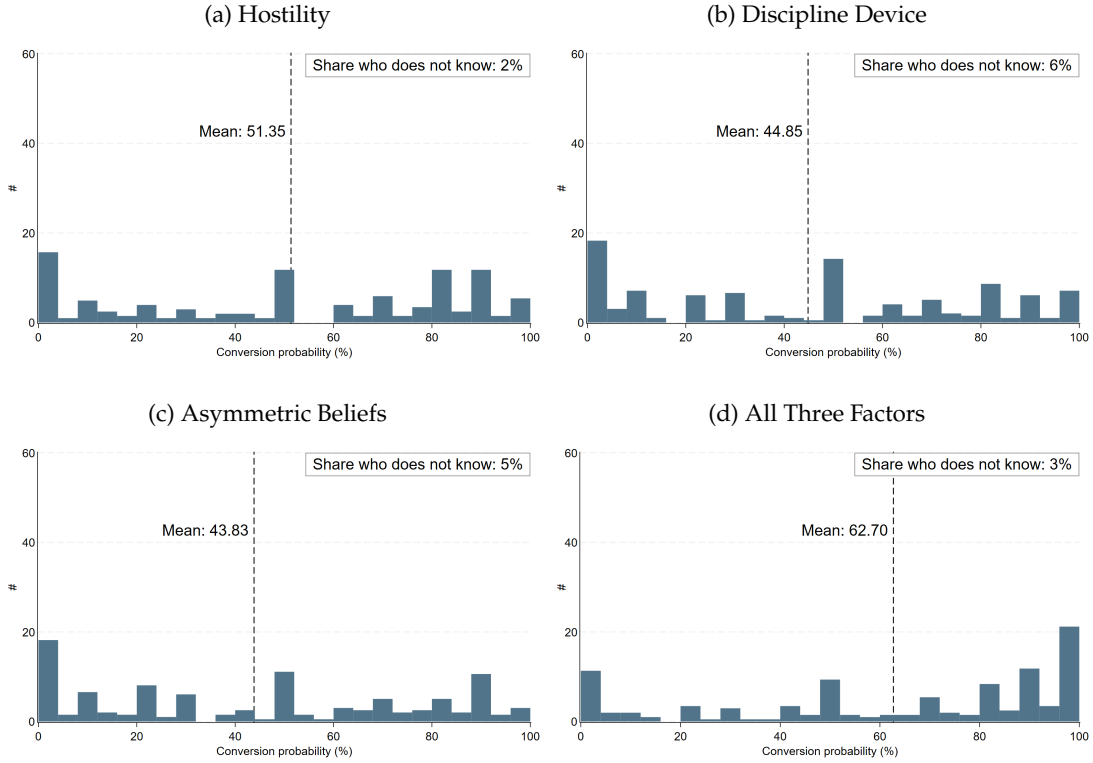 (a) Hostility
60
Share who does not know: 2%
Mean: 51.35
40
#
20
0
0 20 40 60 80 100
Conversion probability (%)
(b) Discipline Device
60
Share who does not know: 6%
Mean: 44.85
40
#
20
0
0 20 40 60 80 100
Conversion probability (%)
(c) Asymmetric Beliefs
60
Share who does not know: 5%
Mean: 43.83
40
#
20
0
0 20 40 60 80 100
Conversion probability (%)
(d) All Three Factors
60
Share who does not know: 3%
Mean: 62.70
40
#
20
0
0 20 40 60 80 100
Conversion probability (%)